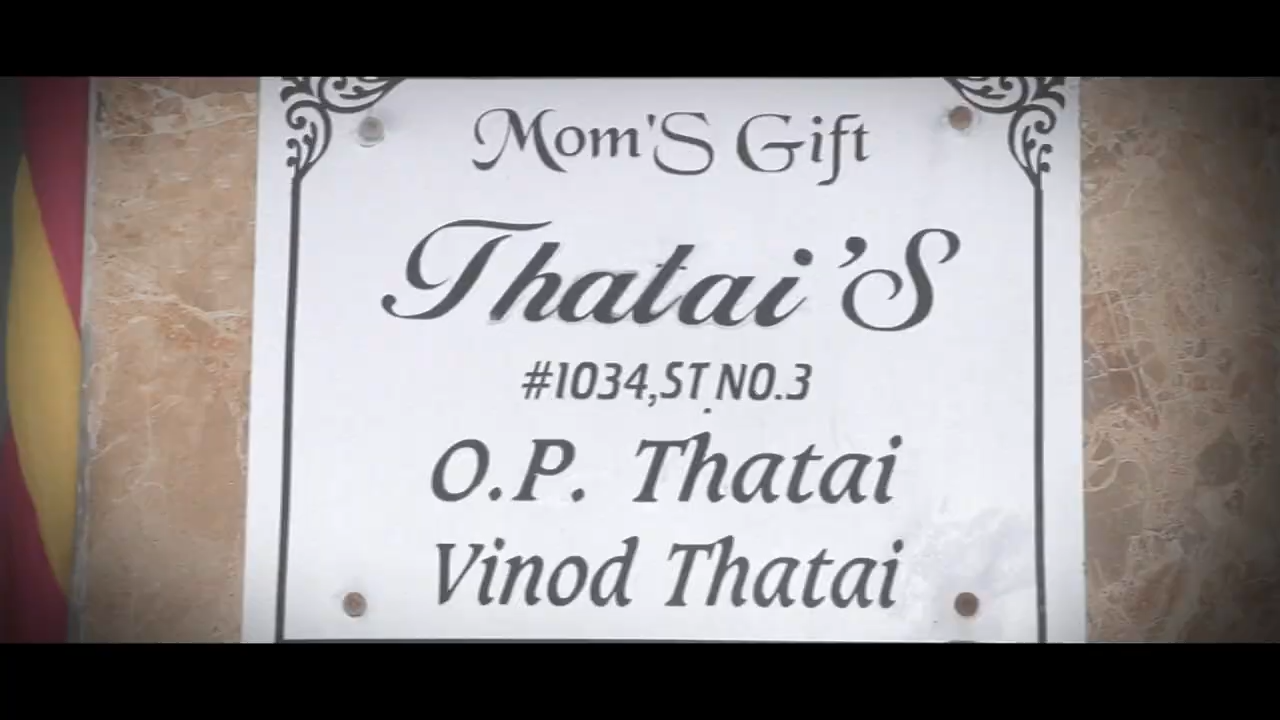 Mom'S Gift
Thatai'S
#1034,ST.NO.3
O.P. Thatai
Vinod Thatai